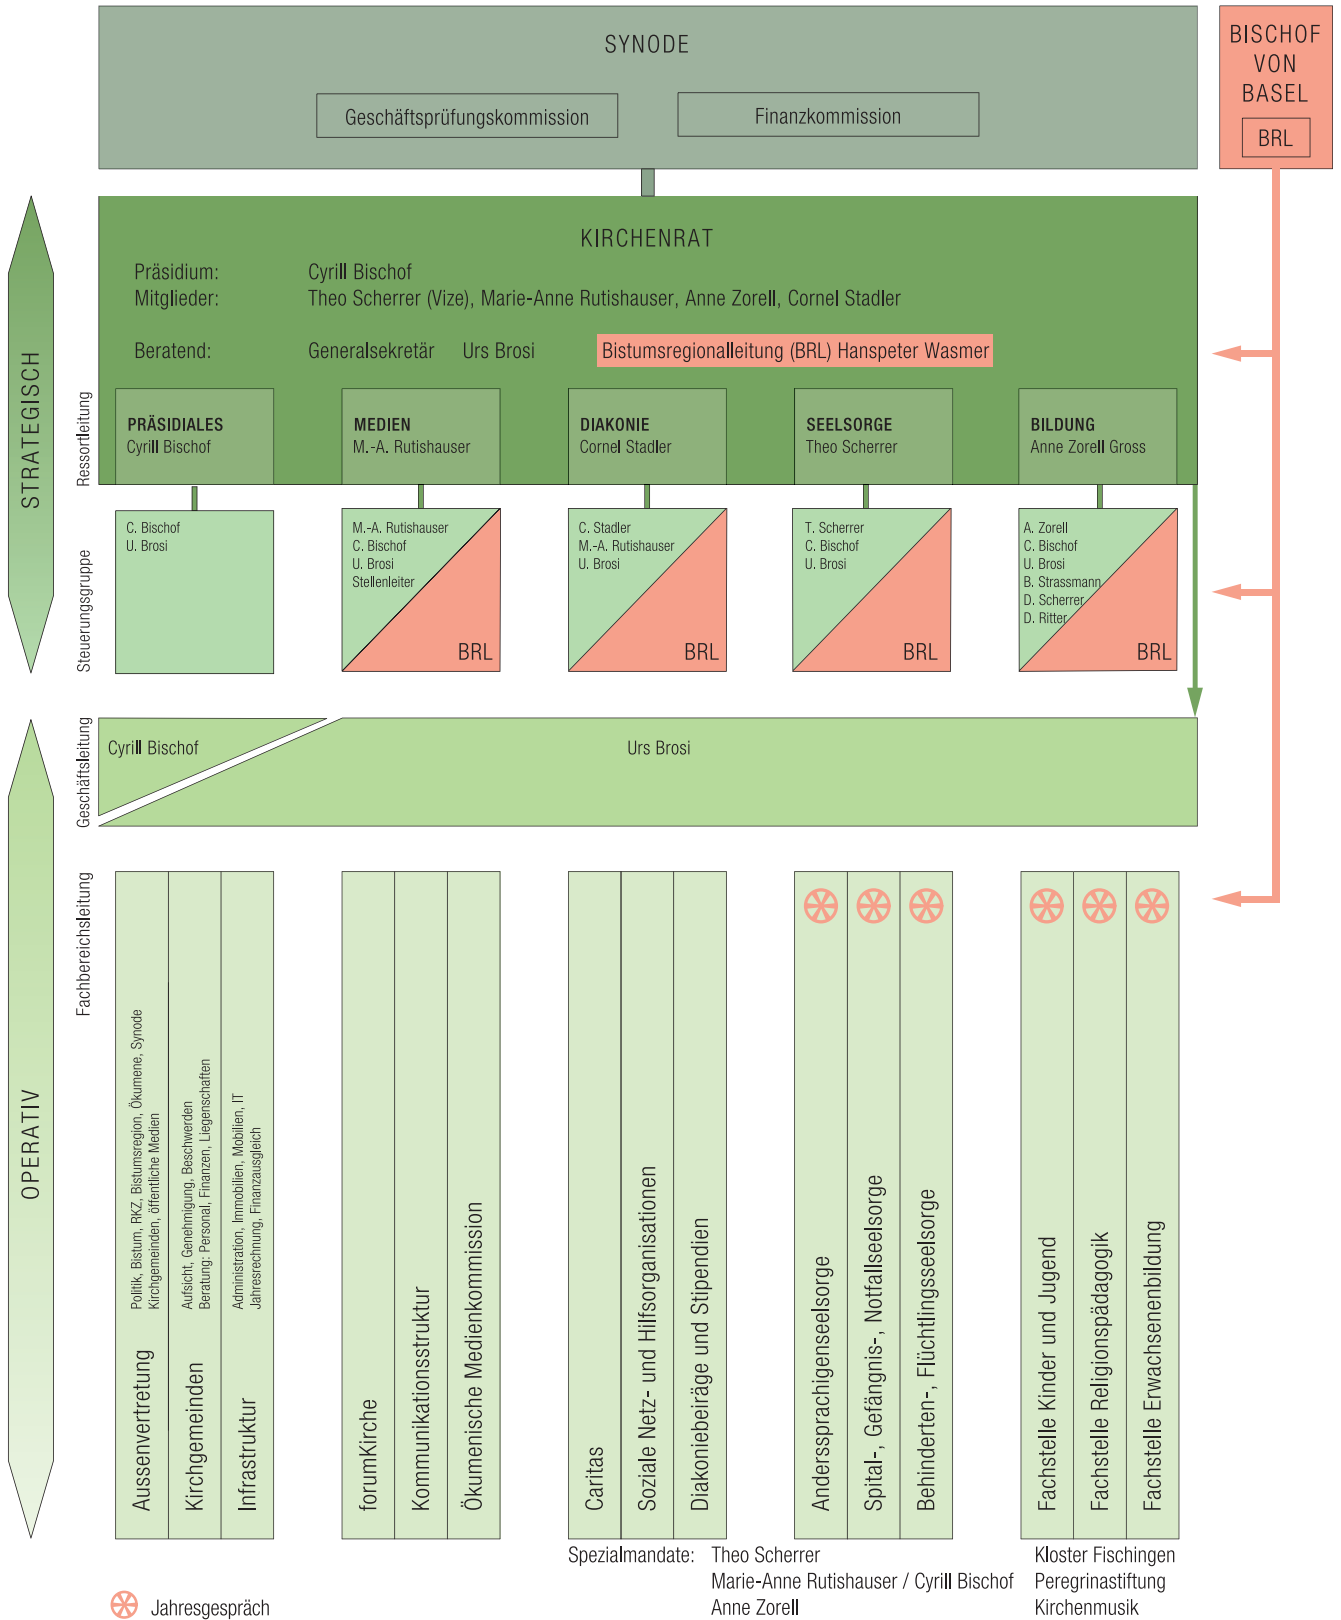 SYNODE
Geschäftsprüfungskommission
Finanzkommission
BISCHOF
VON
BASEL
BRL
STRATEGISCH
KIRCHENRAT
Präsidium: Cyrill Bischof
Mitglieder: Theo Scherrer (Vize), Marie-Anne Rutishauser, Anne Zorell, Cornel Stadler
Beratend: Generalsekretär Urs Brosi Bistumsregionalleitung (BRL) Hanspeter Wasmer
Ressortleitung
PRÄSIDIALES
Cyrill Bischof
MEDIEN
M.-A. Rutishauser
DIAKONIE
Cornel Stadler
SEELSORGE
Theo Scherrer
BILDUNG
Anne Zorell Gross
Steuerungsgruppe
C. Bischof
U. Brosi
M.-A. Rutishauser
C. Bischof
U. Brosi
Stellenleiter
BRL
C. Stadler
M.-A. Rutishauser
U. Brosi
BRL
T. Scherrer
C. Bischof
U. Brosi
BRL
A. Zorell
C. Bischof
U. Brosi
B. Strassmann
D. Scherrer
D. Ritter
BRL
OPERATIV
Geschäftsleitung
Cyrill Bischof
Urs Brosi
Fachbereichsleitung
Aussenvertretung
Politik, Bistum, RKZ, Bistumsregion, Ökumene, Synode
Kirchgemeinden, öffentliche Medien
Kirchgemeinden
Aufsicht, Genehmigung, Beschwerden
Beratung: Personal, Finanzen, Liegenschaften
Infrastruktur
Administration, Immobilien, Mobilien, IT
Jahresrechnung, Finanzausgleich
forumKirche
Kommunikationsstruktur
Ökumenische Medienkommission
Caritas
Soziale Netz- und Hilfsorganisationen
Diakoniebeiräge und Stipendien
Anderssprachigenseelsorge
Spital-, Gefängnis-, Notfallseelsorge
Behinderten-, Flüchtlingsseelsorge
Fachstelle Kinder und Jugend
Fachstelle Religionspädagogik
Fachstelle Erwachsenenbildung
Spezialmandate: Theo Scherrer Kloster Fischingen
Marie-Anne Rutishauser / Cyrill Bischof Peregrinastiftung
Anne Zorell Kirchenmusik
Jahresgespräch